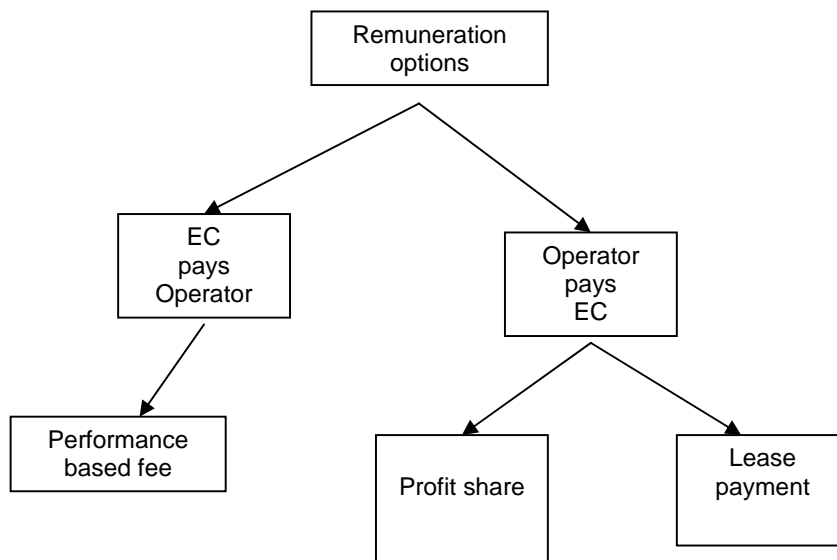 Remuneration
options
EC
pays
Operator
Operator
pays
EC
Performance
based fee
Profit share
Lease
payment